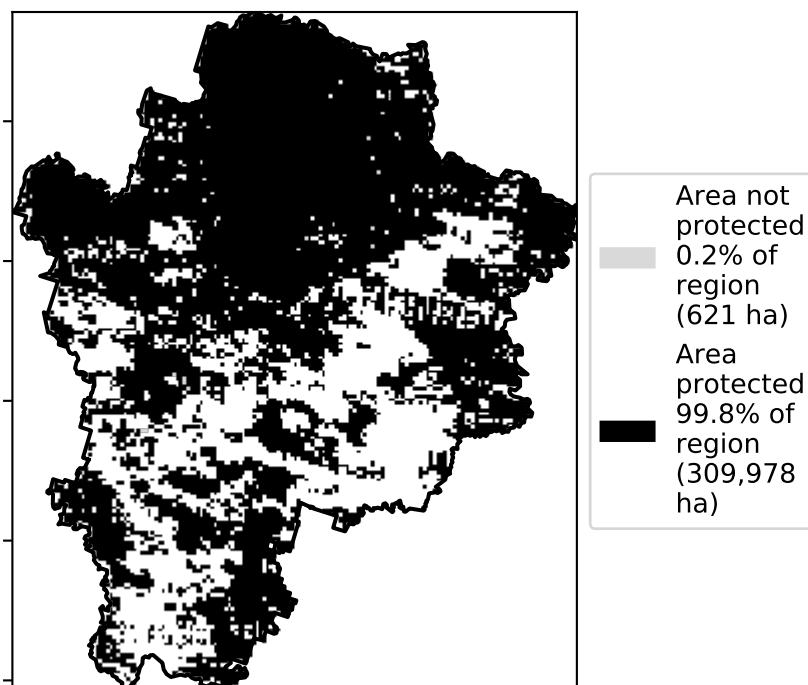 Area not
protected
0.2% of
region
(621 ha)
Area
protected
99.8% of
region
(309,978
ha)